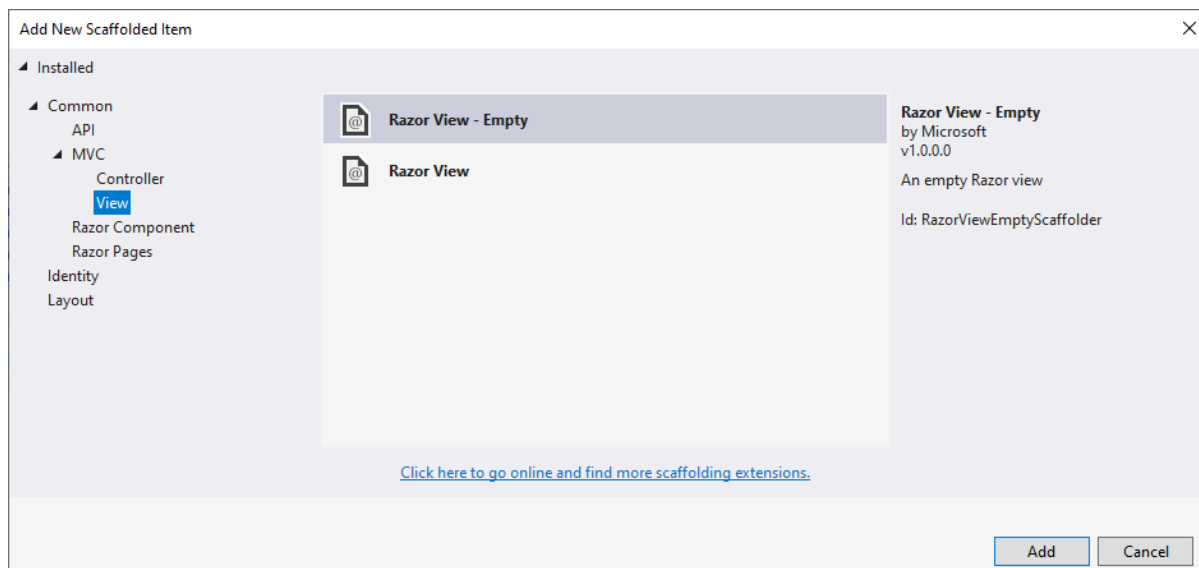 Add New Scaffolded Item
Installed
Common
API
MVC
Controller
View
Razor Component
Razor Pages
Identity
Layout
Razor View - Empty
Razor View
Razor View - Empty
by Microsoft
v1.0.0.0
An empty Razor view
Id: RazorViewEmptyScaffolder
Click here to go online and find more scaffolding extensions.
Add
Cancel